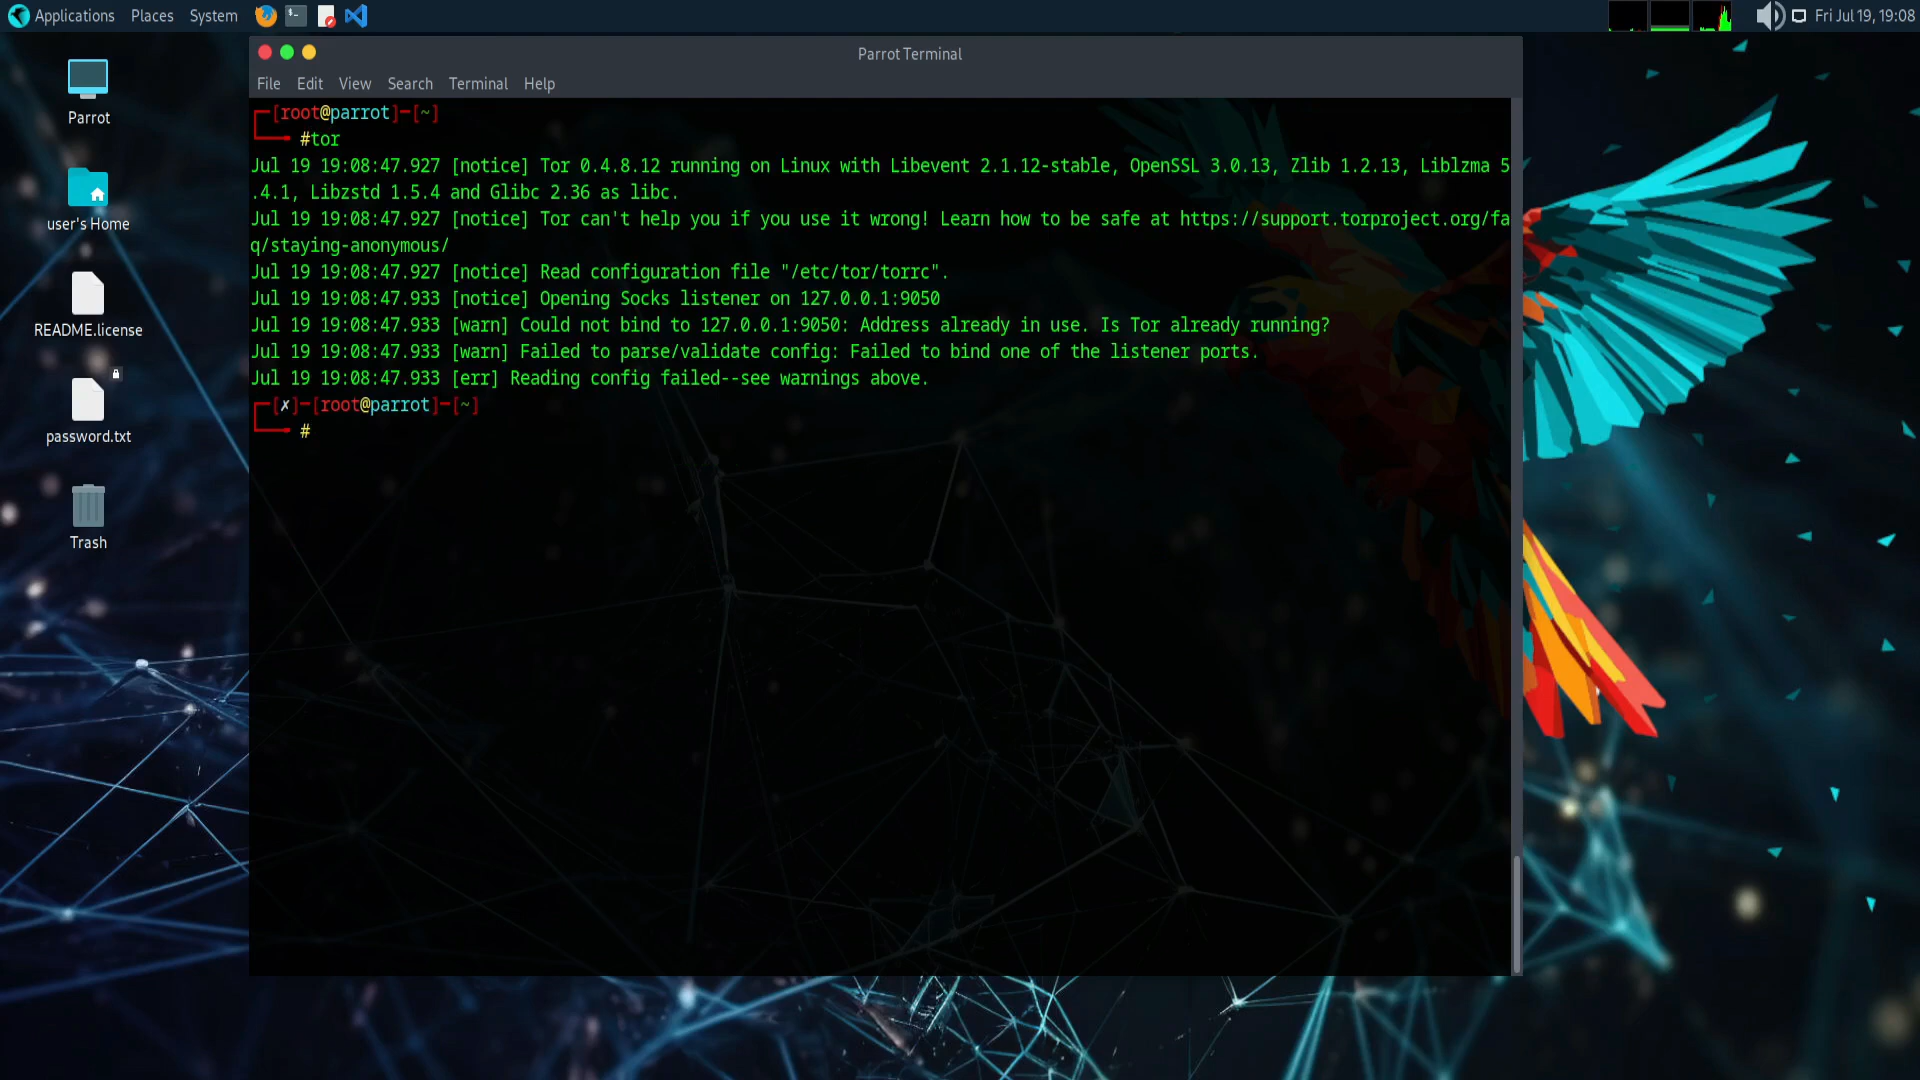 Applications Places System
Fri Jul 19, 19:08
Parrot Terminal
File Edit View Search Terminal Help
Parrot
user's Home
README.license
password.txt
Trash
┌─[root@parrot]─[~]
└──╼ #tor
Jul 19 19:08:47.927 [notice] Tor 0.4.8.12 running on Linux with Libevent 2.1.12-stable, OpenSSL 3.0.13, Zlib 1.2.13, Liblzma 5
.4.1, Libzstd 1.5.4 and Glibc 2.36 as libc.
Jul 19 19:08:47.927 [notice] Tor can't help you if you use it wrong! Learn how to be safe at https://support.torproject.org/fa
q/staying-anonymous/
Jul 19 19:08:47.927 [notice] Read configuration file "/etc/tor/torrc".
Jul 19 19:08:47.933 [notice] Opening Socks listener on 127.0.0.1:9050
Jul 19 19:08:47.933 [warn] Could not bind to 127.0.0.1:9050: Address already in use. Is Tor already running?
Jul 19 19:08:47.933 [warn] Failed to parse/validate config: Failed to bind one of the listener ports.
Jul 19 19:08:47.933 [err] Reading config failed--see warnings above.
┌─[✗]─[root@parrot]─[~]
└──╼ #